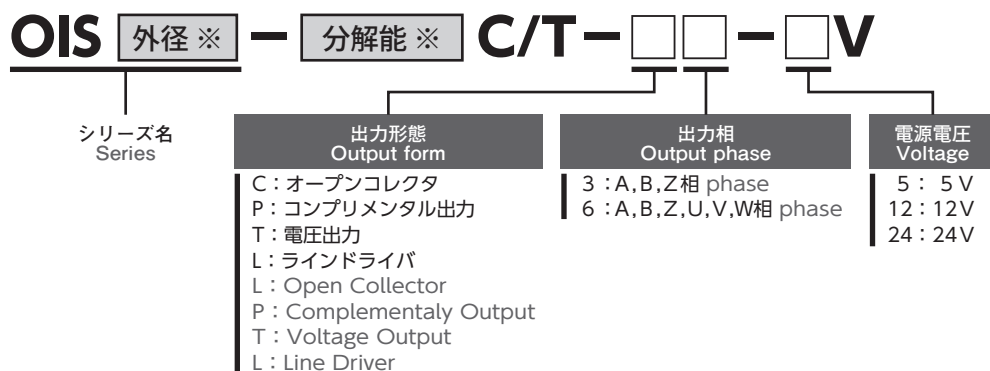 OIS 外径 ※ − 分解能 ※ C/T−□□−□V
シリーズ名
Series
出力形態
Output form
C：オープンコレクタ
P：コンプリメンタル出力
T：電圧出力
L：ラインドライバ
L：Open Collector
P：Complementaly Output
T：Voltage Output
L：Line Driver
出力相
Output phase
3：A,B,Z相 phase
6：A,B,Z,U,V,W相 phase
電源電圧
Voltage
5： 5V
12：12V
24：24V